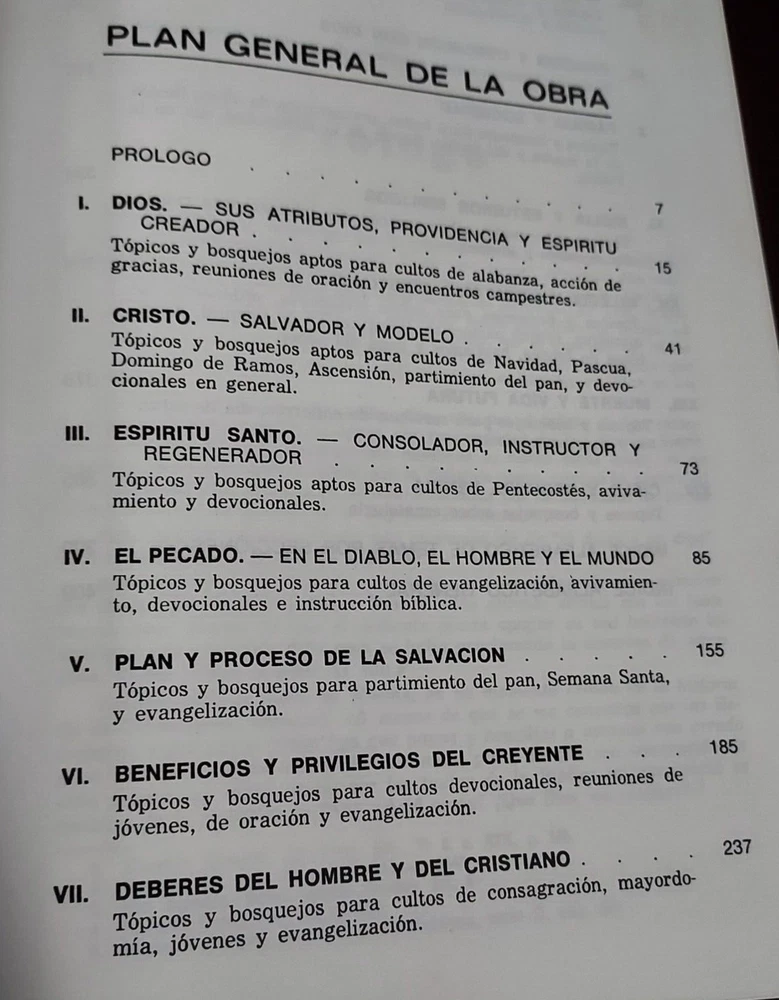 PLAN GENERAL DE LA OBRA
PROLOGO . . . . . . . . . . . . . 7
I. DIOS. — SUS ATRIBUTOS, PROVIDENCIA Y ESPIRITU
CREADOR . . . . . . . . . . . 15
Tópicos y bosquejos aptos para cultos de alabanza, acción de
gracias, reuniones de oración y encuentros campestres.
II. CRISTO. — SALVADOR Y MODELO . . . . . . 41
Tópicos y bosquejos aptos para cultos de Navidad, Pascua,
Domingo de Ramos, Ascensión, partimiento del pan, y devo-
cionales en general.
III. ESPIRITU SANTO. — CONSOLADOR, INSTRUCTOR Y
REGENERADOR . . . . . . . . . 73
Tópicos y bosquejos aptos para cultos de Pentecostés, aviva-
miento y devocionales.
IV. EL PECADO. — EN EL DIABLO, EL HOMBRE Y EL MUNDO 85
Tópicos y bosquejos para cultos de evangelización, avivamien-
to, devocionales e instrucción bíblica.
V. PLAN Y PROCESO DE LA SALVACION . . . . . 155
Tópicos y bosquejos para partimiento del pan, Semana Santa,
y evangelización.
VI. BENEFICIOS Y PRIVILEGIOS DEL CREYENTE . . . 185
Tópicos y bosquejos para cultos devocionales, reuniones de
jóvenes, de oración y evangelización.
VII. DEBERES DEL HOMBRE Y DEL CRISTIANO . . . . 237
Tópicos y bosquejos para cultos de consagración, mayordo-
mía, jóvenes y evangelización.